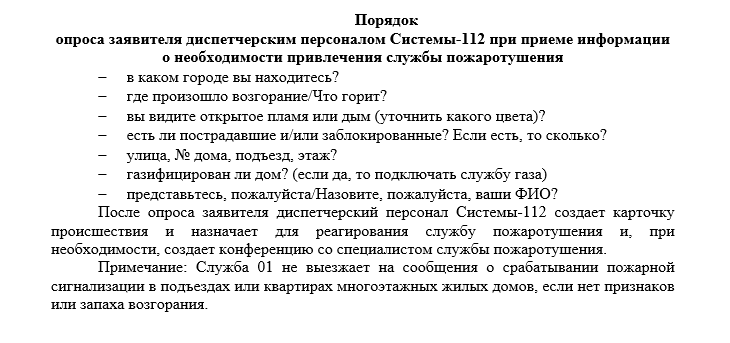 Порядок
опроса заявителя диспетчерским персоналом Системы-112 при приеме информации
о необходимости привлечения службы пожаротушения
– в каком городе вы находитесь?
– где произошло возгорание/Что горит?
– вы видите открытое пламя или дым (уточнить какого цвета)?
– есть ли пострадавшие и/или заблокированные? Если есть, то сколько?
– улица, № дома, подъезд, этаж?
– газифицирован ли дом? (если да, то подключать службу газа)
– представьтесь, пожалуйста/Назовите, пожалуйста, ваши ФИО?
После опроса заявителя диспетчерский персонал Системы-112 создает карточку
происшествия и назначает для реагирования службу пожаротушения и, при
необходимости, создает конференцию со специалистом службы пожаротушения.
Примечание: Служба 01 не выезжает на сообщения о срабатывании пожарной
сигнализации в подъездах или квартирах многоэтажных жилых домов, если нет признаков
или запаха возгорания.